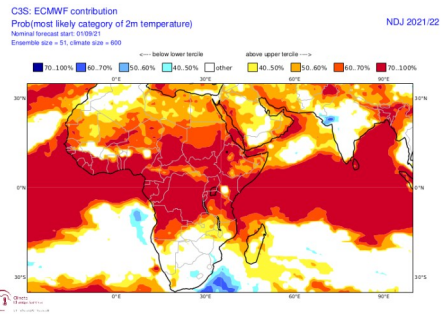 C3S: ECMWF contribution
Prob(most likely category of 2m temperature)
NDJ 2021/22
Nominal forecast start: 01/09/21
Ensemble size = 51, climate size = 600
<---- below lower tercile
above upper tercile --->
70..100%
60..70%
50..60%
40..50%
other
40..50%
50..60%
60..70%
70..100%
0°E
30°E
60°E
30°N
30°N
0°N
0°N
30°S
30°S
0°E
30°E
60°E